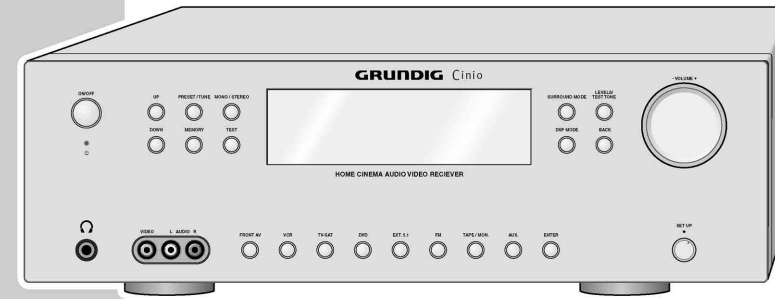 GRUNDIG Cinio
- VOLUME +
ON/OFF
UP PRESET / TUNE MONO / STEREO
SURROUND MODE LEVELS/
TEST TONE
DOWN MEMORY TEST
DSP MODE BACK
HOME CINEMA AUDIO VIDEO RECIEVER
VIDEO L AUDIO R
FRONT AV VCR TV-SAT DVD EXT. 5.1 FM TAPE / MON. AUX. ENTER
SET UP